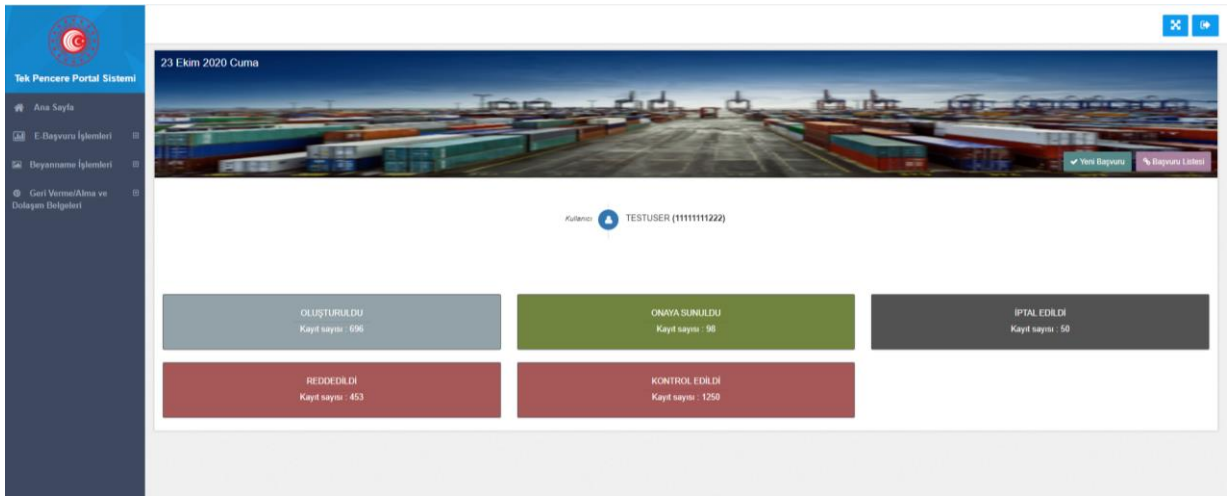 Tek Pencere Portal Sistemi
Ana Sayfa
E-Başvuru İşlemleri
Beyanname İşlemleri
Geri Verme/Alma ve
Dolaşım Belgeleri
23 Ekim 2020 Cuma
Yeni Başvuru
Başvuru Listesi
Kullanıcı TESTUSER (11111111222)
OLUŞTURULDU
Kayıt sayısı : 696
ONAYA SUNULDU
Kayıt sayısı : 98
İPTAL EDİLDİ
Kayıt sayısı : 50
REDDEDİLDİ
Kayıt sayısı : 453
KONTROL EDİLDİ
Kayıt sayısı : 1250